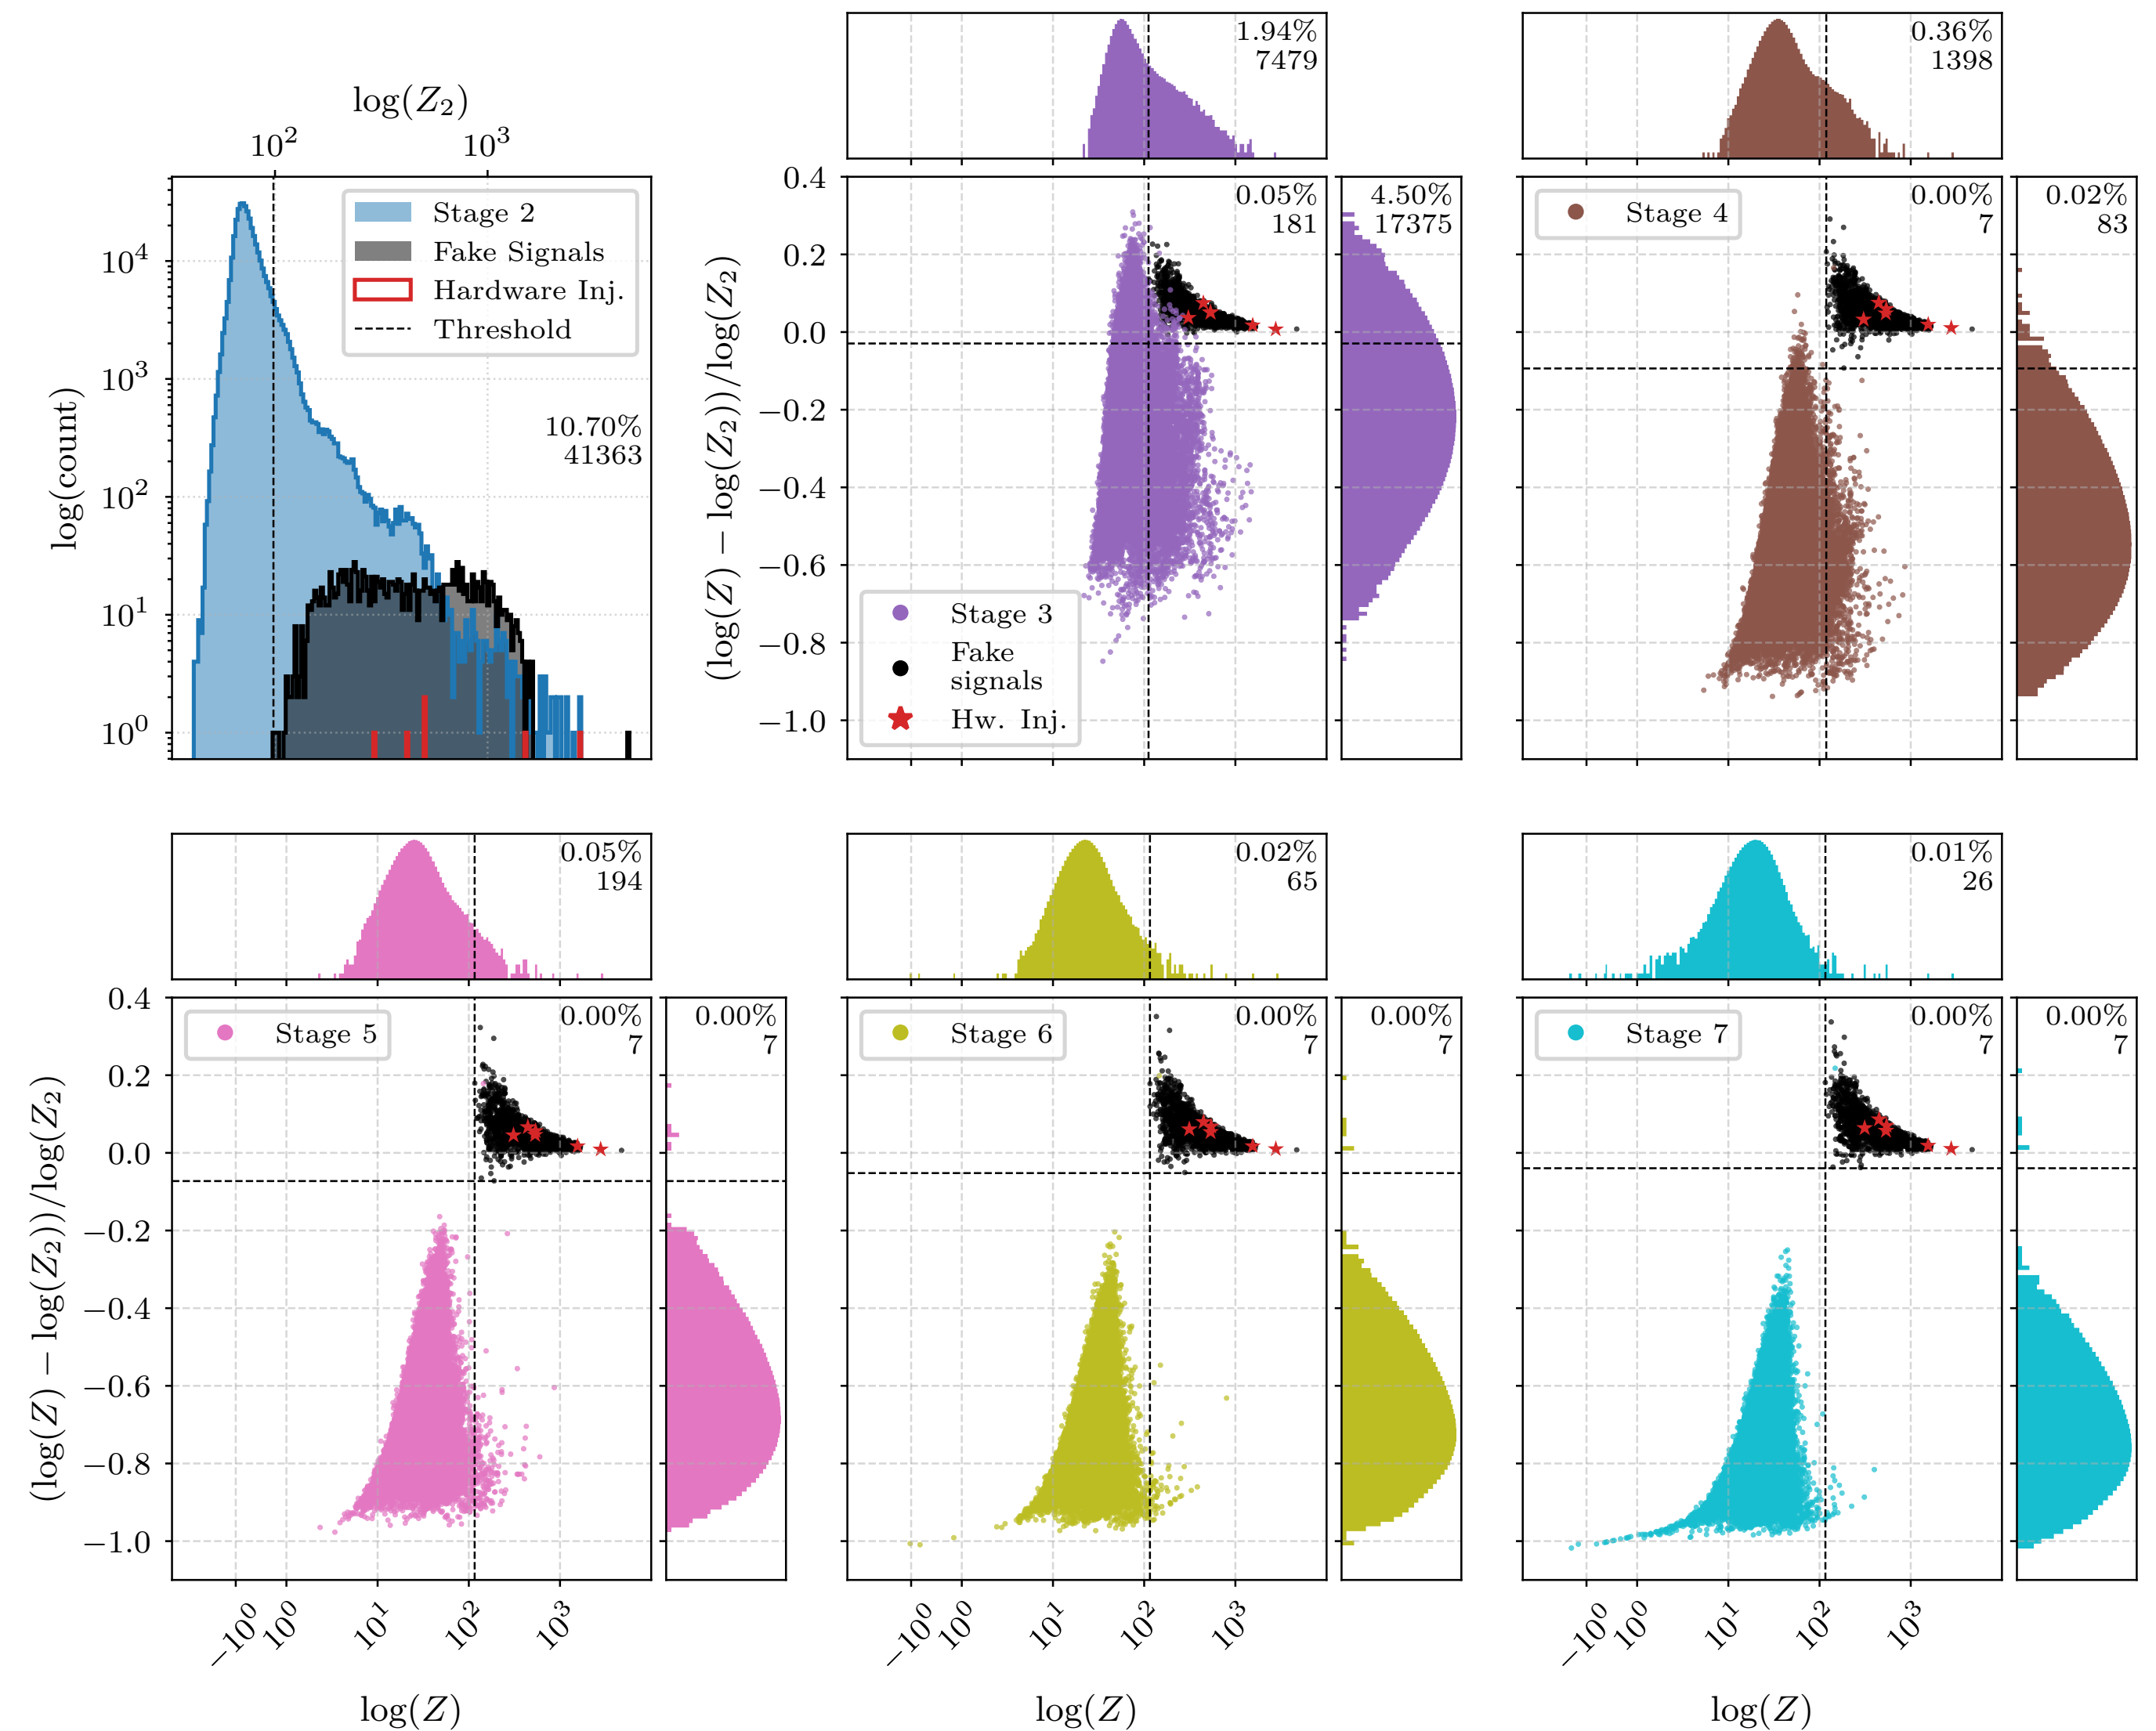 log(Z₂)
10² 10³
Stage 2
Fake Signals
Hardware Inj.
Threshold
10.70%
41363
log(count)
10⁴
10³
10²
10¹
10⁰
1.94%
7479
0.05%
181
4.50%
17375
(log(Z) − log(Z₂))/log(Z₂)
0.4
0.2
0.0
−0.2
−0.4
−0.6
−0.8
−1.0
Stage 3
Fake
signals
Hw. Inj.
0.36%
1398
Stage 4
0.00%
7
0.02%
83
0.05%
194
Stage 5
0.00%
7
0.00%
7
(log(Z) − log(Z₂))/log(Z₂)
0.4
0.2
0.0
−0.2
−0.4
−0.6
−0.8
−1.0
−10⁰ 10⁰ 10¹ 10² 10³
log(Z)
0.02%
65
Stage 6
0.00%
7
0.00%
7
−10⁰ 10⁰ 10¹ 10² 10³
log(Z)
0.01%
26
Stage 7
0.00%
7
0.00%
7
−10⁰ 10⁰ 10¹ 10² 10³
log(Z)